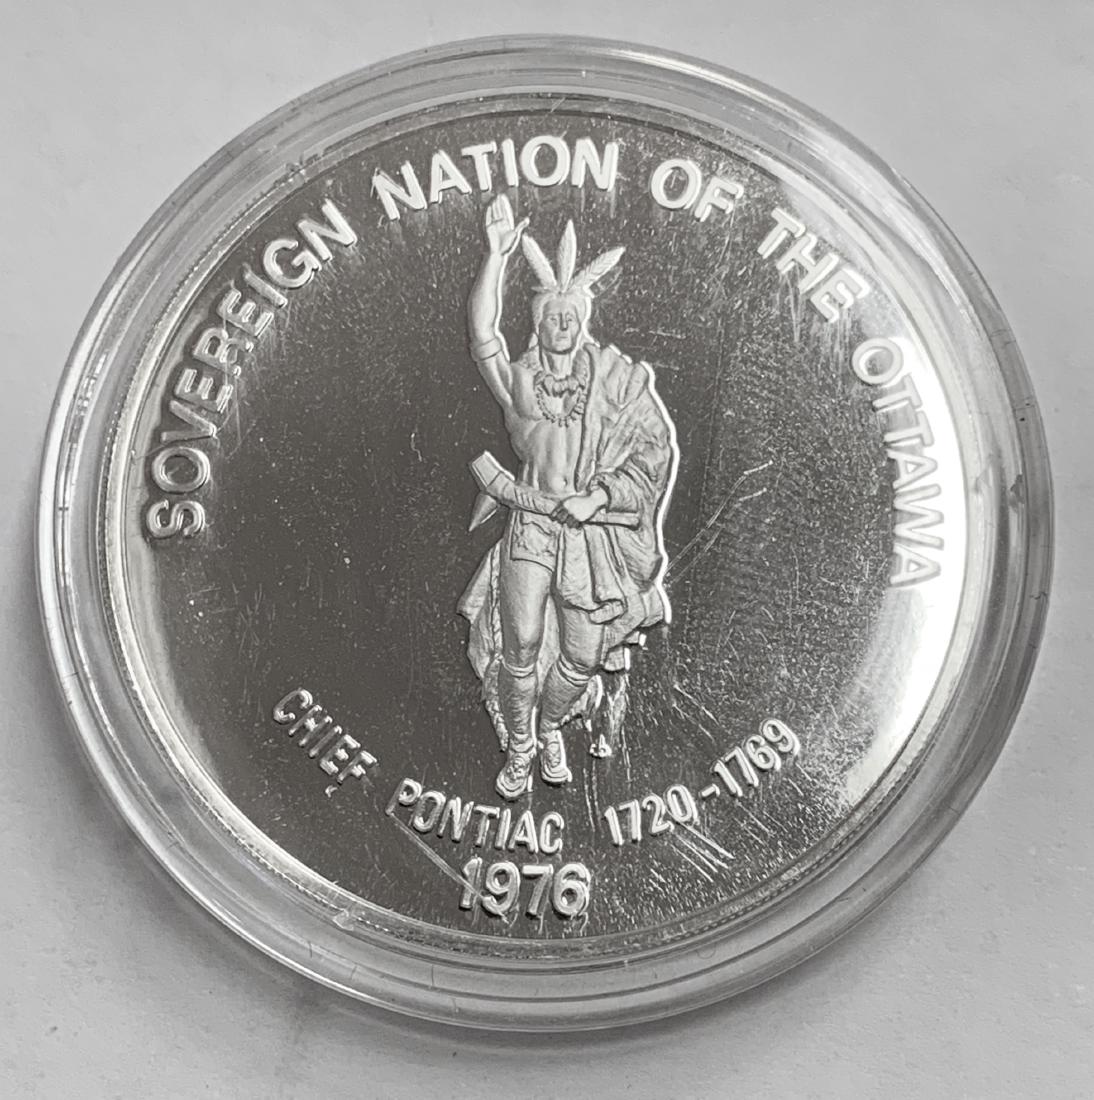 SOVEREIGN NATION OF THE OTTAWA
CHIEF PONTIAC 1720-1769
1976